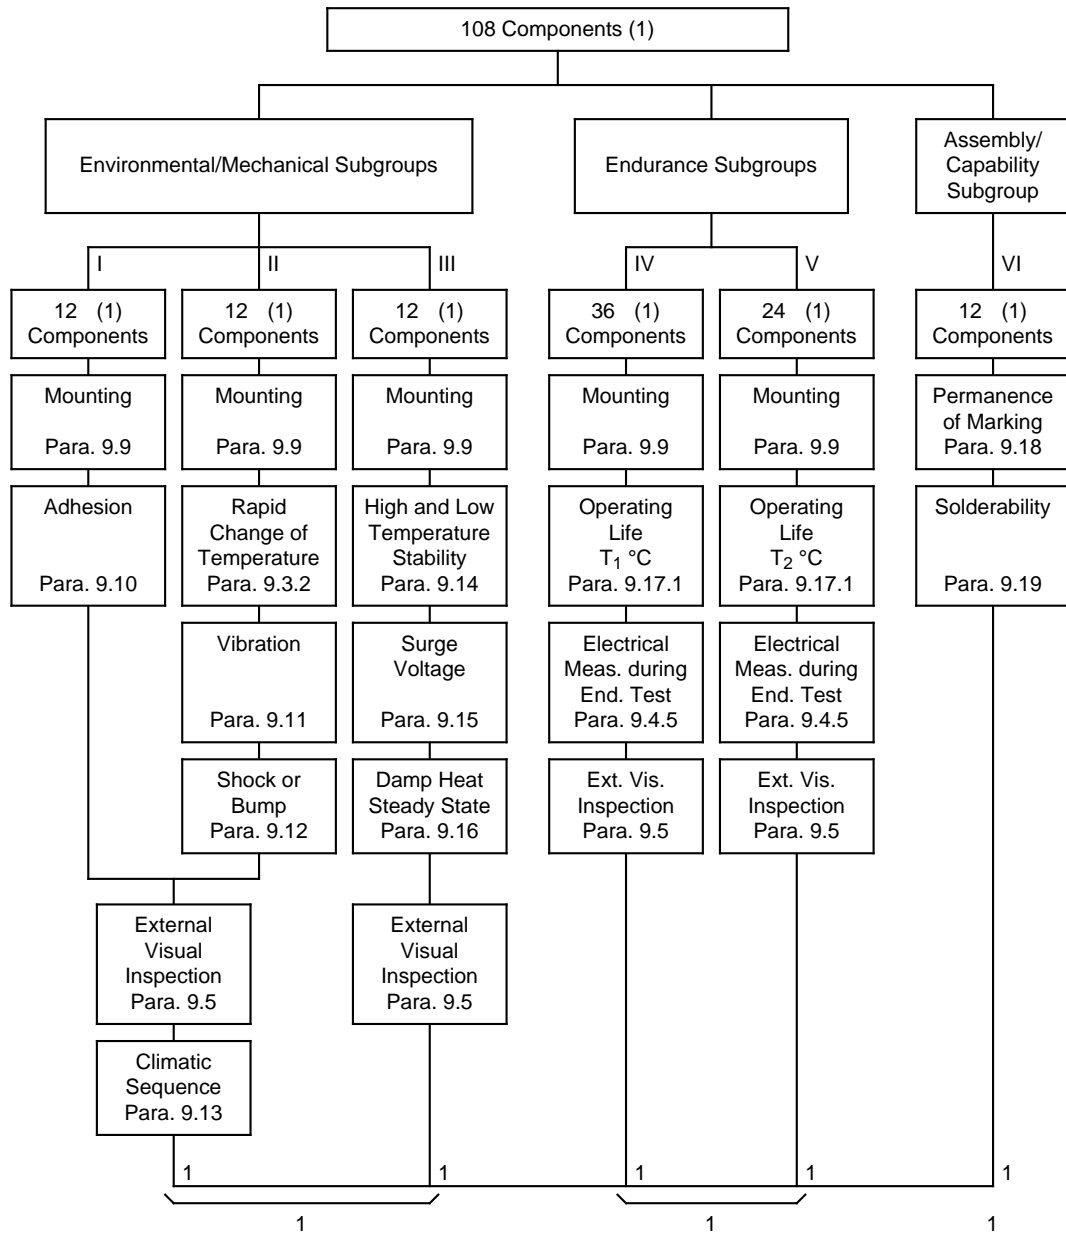 108 Components (1)
Environmental/Mechanical Subgroups
Endurance Subgroups
Assembly/
Capability
Subgroup
I
II
III
IV
V
VI
12 (1)
Components
12 (1)
Components
12 (1)
Components
36 (1)
Components
24 (1)
Components
12 (1)
Components
Mounting
Para. 9.9
Mounting
Para. 9.9
Mounting
Para. 9.9
Mounting
Para. 9.9
Mounting
Para. 9.9
Permanence
of Marking
Para. 9.18
Adhesion
Para. 9.10
Rapid
Change of
Temperature
Para. 9.3.2
High and Low
Temperature
Stability
Para. 9.14
Operating
Life
T1 °C
Para. 9.17.1
Operating
Life
T2 °C
Para. 9.17.1
Solderability
Para. 9.19
Vibration
Para. 9.11
Surge
Voltage
Para. 9.15
Electrical
Meas. during
End. Test
Para. 9.4.5
Electrical
Meas. during
End. Test
Para. 9.4.5
Shock or
Bump
Para. 9.12
Damp Heat
Steady State
Para. 9.16
Ext. Vis.
Inspection
Para. 9.5
Ext. Vis.
Inspection
Para. 9.5
External
Visual
Inspection
Para. 9.5
External
Visual
Inspection
Para. 9.5
Climatic
Sequence
Para. 9.13
1
1
1
1
1
1
1
1